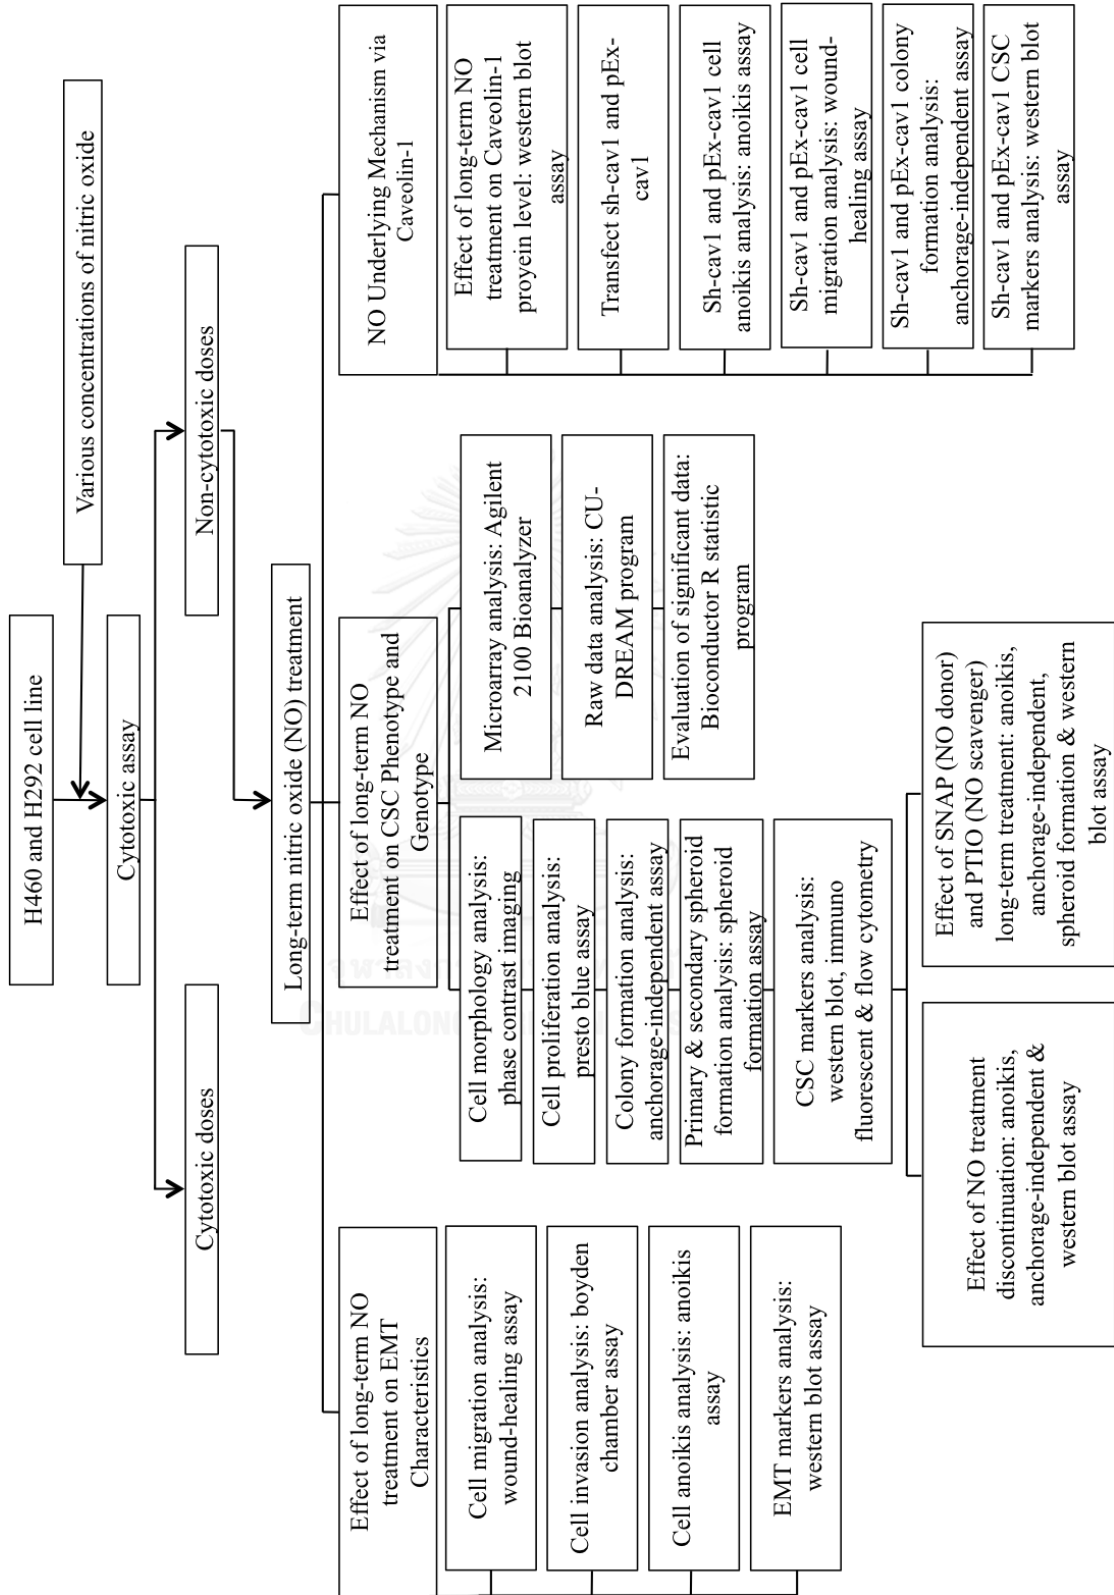 H460 and H292 cell line
Various concentrations of nitric oxide
Cytotoxic assay
Cytotoxic doses
Non-cytotoxic doses
Long-term nitric oxide (NO) treatment
Effect of long-term NO
treatment on EMT
Characteristics
Cell migration analysis:
wound-healing assay
Cell invasion analysis: boyden
chamber assay
Cell anoikis analysis: anoikis
assay
EMT markers analysis:
western blot assay
Effect of long-term NO
treatment on CSC Phenotype and
Genotype
Cell morphology analysis:
phase contrast imaging
Cell proliferation analysis:
presto blue assay
Colony formation analysis:
anchorage-independent assay
Primary & secondary spheroid
formation analysis: spheroid
formation assay
CSC markers analysis:
western blot, immuno
fluorescent & flow cytometry
Effect of NO treatment
discontinuation: anoikis,
anchorage-independent &
western blot assay
Effect of SNAP (NO donor)
and PTIO (NO scavenger)
long-term treatment: anoikis,
anchorage-independent,
spheroid formation & western
blot assay
Microarray analysis: Agilent
2100 Bioanalyzer
Raw data analysis: CU-
DREAM program
Evaluation of significant data:
Bioconductor R statistic
program
NO Underlying Mechanism via
Caveolin-1
Effect of long-term NO
treatment on Caveolin-1
proyein level: western blot
assay
Transfect sh-cav1 and pEx-
cav1
Sh-cav1 and pEx-cav1 cell
anoikis analysis: anoikis assay
Sh-cav1 and pEx-cav1 cell
migration analysis: wound-
healing assay
Sh-cav1 and pEx-cav1 colony
formation analysis:
anchorage-independent assay
Sh-cav1 and pEx-cav1 CSC
markers analysis: western blot
assay